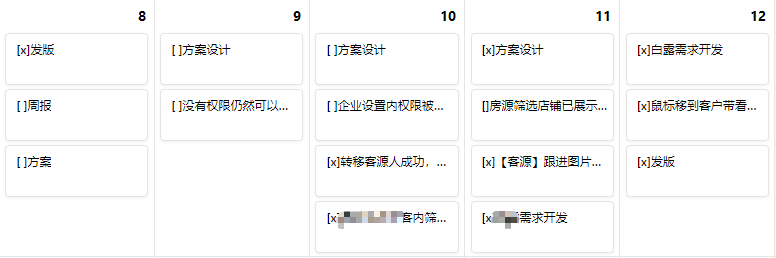 8
[x]发版
[ ]周报
[ ]方案
9
[ ]方案设计
[ ]没有权限仍然可以...
10
[ ]方案设计
[ ]企业设置内权限被...
[x]转移客源人成功，...
[x] 客内筛...
11
[x]方案设计
[]房源筛选店铺已展示...
[x]【客源】跟进图片...
[x] 需求开发
12
[x]白露需求开发
[x]鼠标移到客户带看...
[x]发版